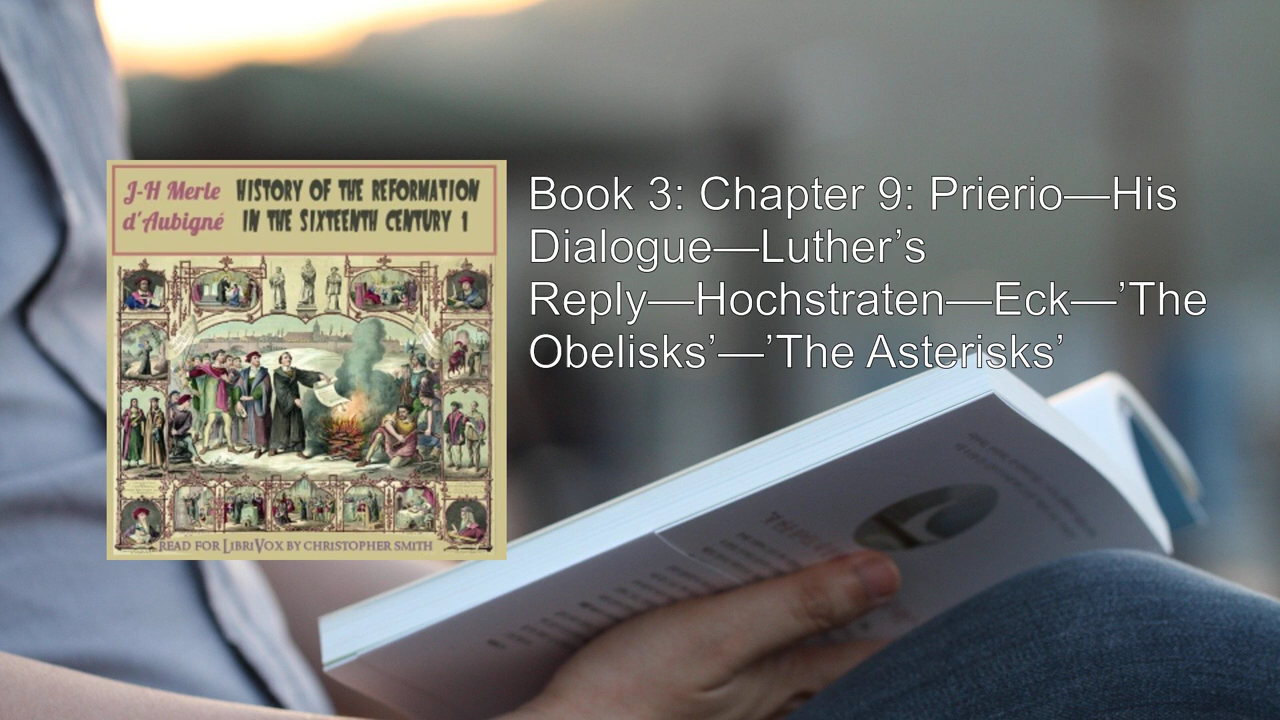 J-H Merle
d'Aubigné
HISTORY OF THE REFORMATION
IN THE SIXTEENTH CENTURY 1
READ FOR LIBRIVOX BY CHRISTOPHER SMITH
Book 3: Chapter 9: Prierio—His
Dialogue—Luther’s
Reply—Hochstraten—Eck—’The
Obelisks’—’The Asterisks’